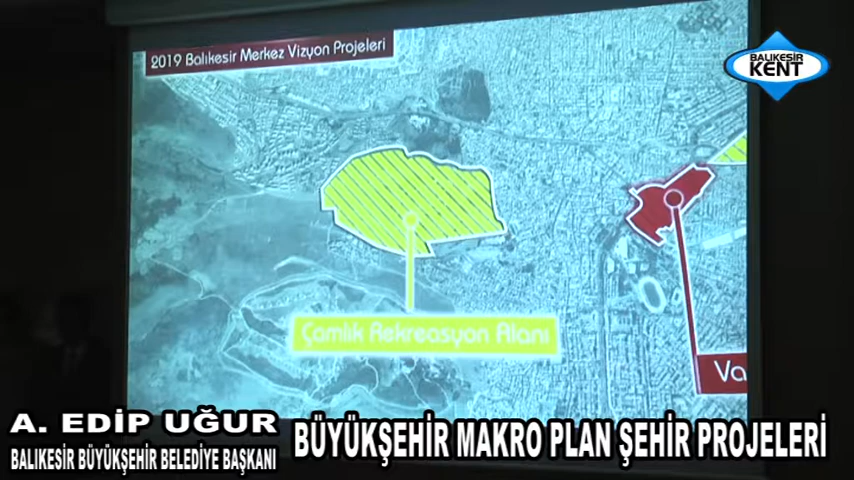 2019 Balıkesir Merkez Vizyon Projeleri
BALIKESİR
KENT
Çamlık Rekreasyon Alanı
Va
A. EDİP UĞUR
BALIKESİR BÜYÜKŞEHİR BELEDİYE BAŞKANI
BÜYÜKŞEHİR MAKRO PLAN ŞEHİR PROJELERİ